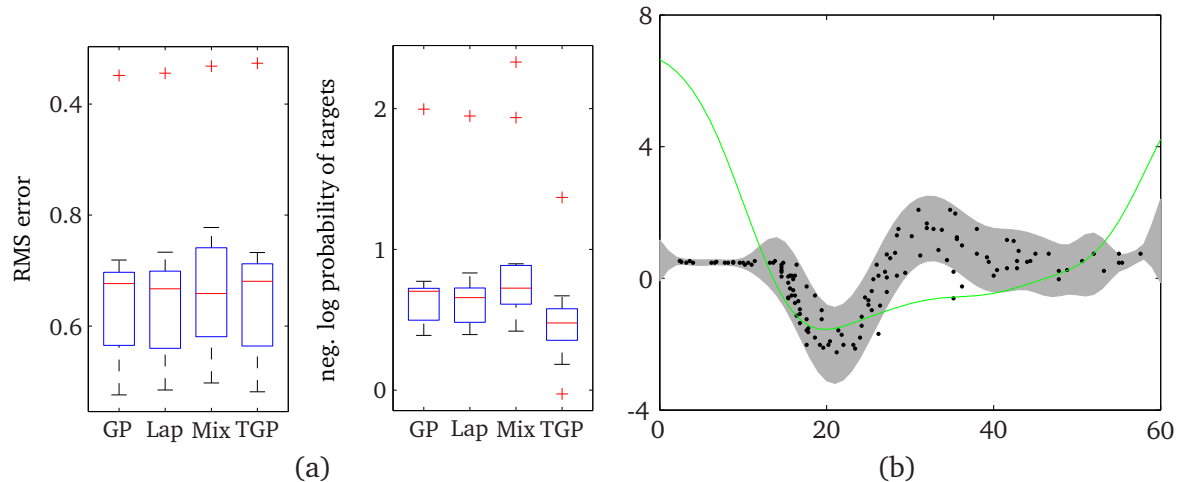 RMS error
0.4
0.8
0.6
GP Lap Mix TGP
neg. log probability of targets
2
1
0
GP Lap Mix TGP
(a)
8
4
0
-4
0 20 40 60
(b)